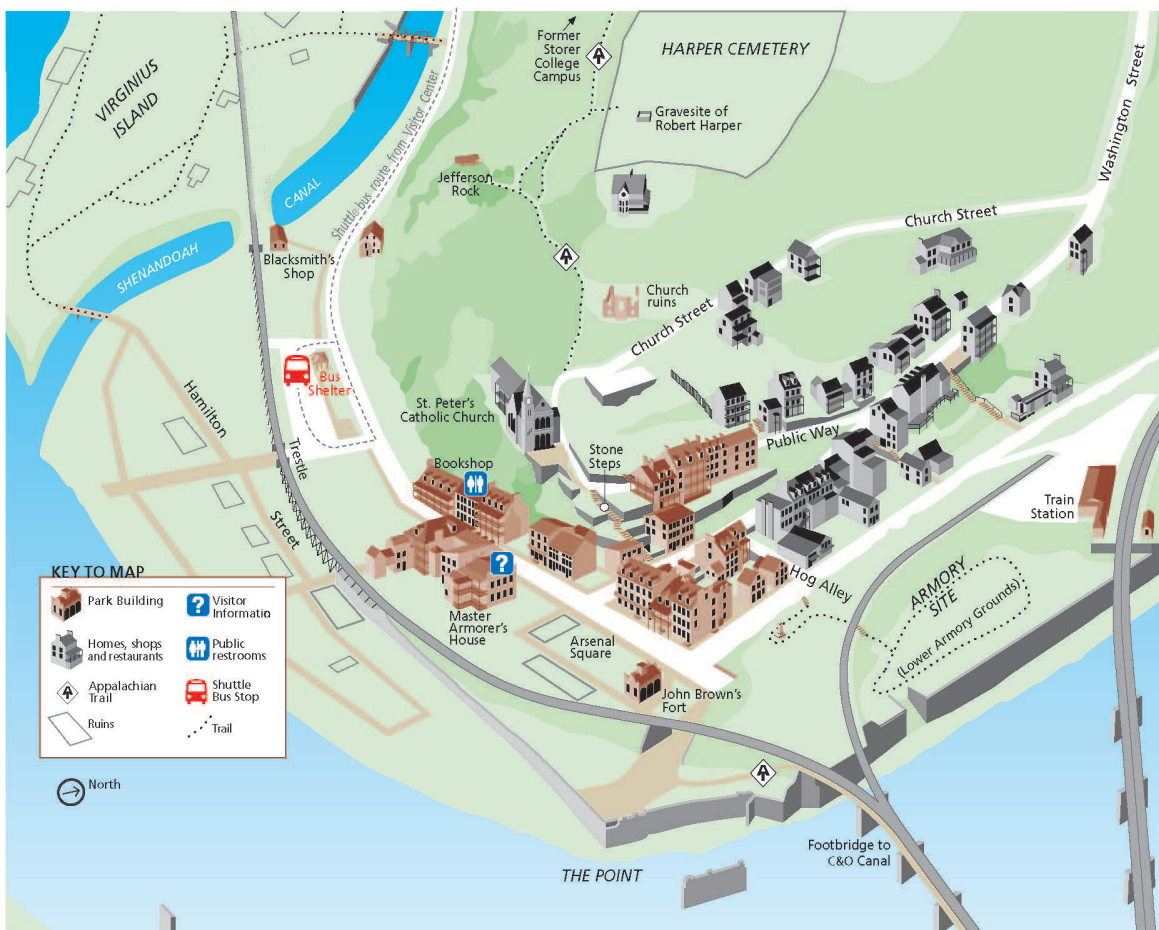 Former
Storer
College
Campus
HARPER CEMETERY
Gravesite of
Robert Harper
Washington Street
VIRGINIUS
ISLAND
CANAL
SHENANDOAH
Shuttle bus route from Visitor Center
Jefferson
Rock
Blacksmith's
Shop
Church Street
Church
ruins
Church Street
Bus
Shelter
St. Peter's
Catholic Church
Hamilton
Street
Trestle
Bookshop
Stone
Steps
Public Way
Train
Station
?
Master
Armorer's
House
Arsenal
Square
Hog Alley
ARMORY
SITE
(Lower Armory Grounds)
John Brown's
Fort
KEY TO MAP
Park Building
?
Visitor
Informatio
Homes, shops
and restaurants
Public
restrooms
Appalachian
Trail
Shuttle
Bus Stop
Ruins
Trail
North
Footbridge to
C&O Canal
THE POINT